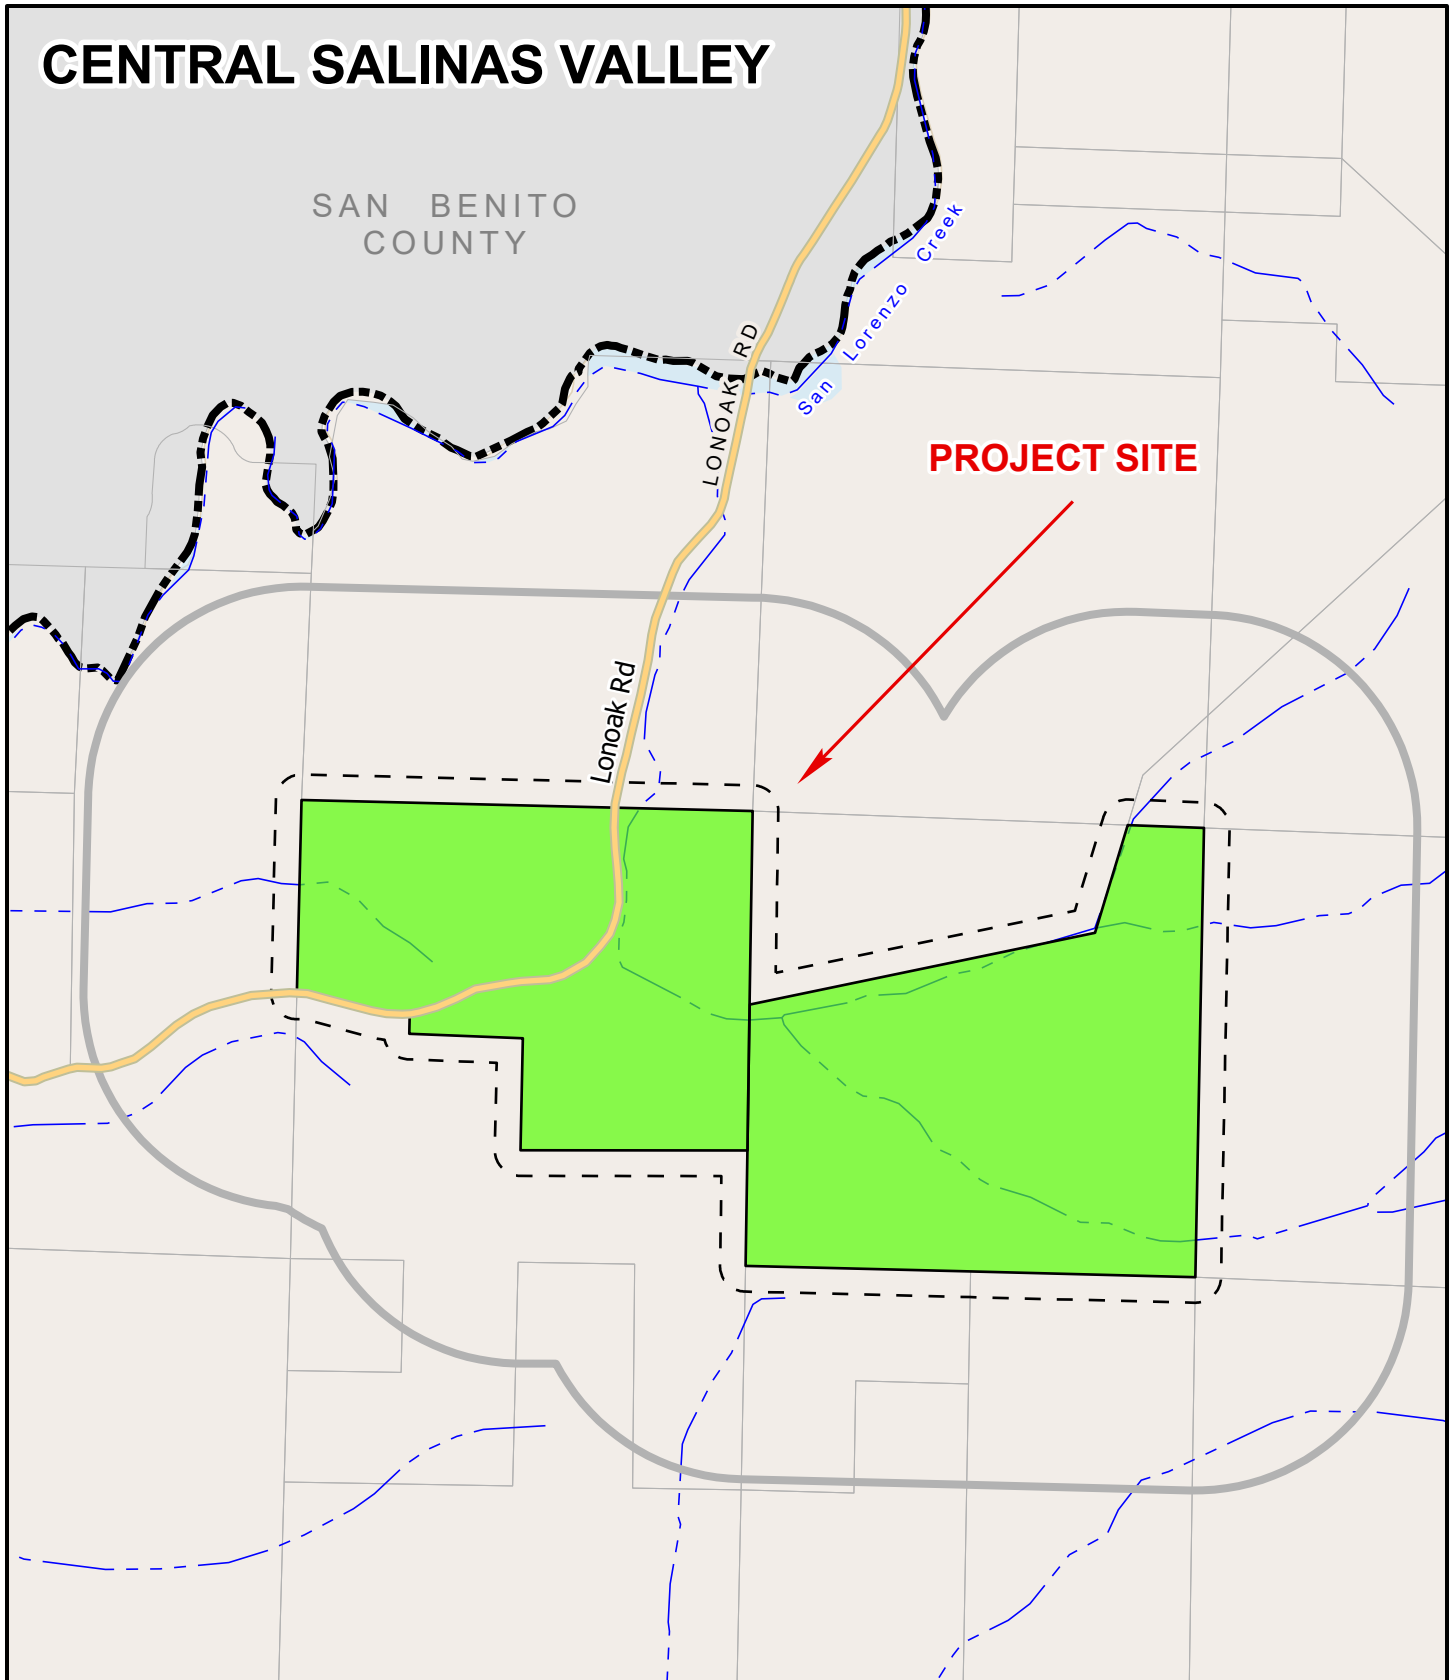 CENTRAL SALINAS VALLEY
SAN BENITO
COUNTY
San Lorenzo Creek
LONOAK RD
PROJECT SITE
Lonoak Rd